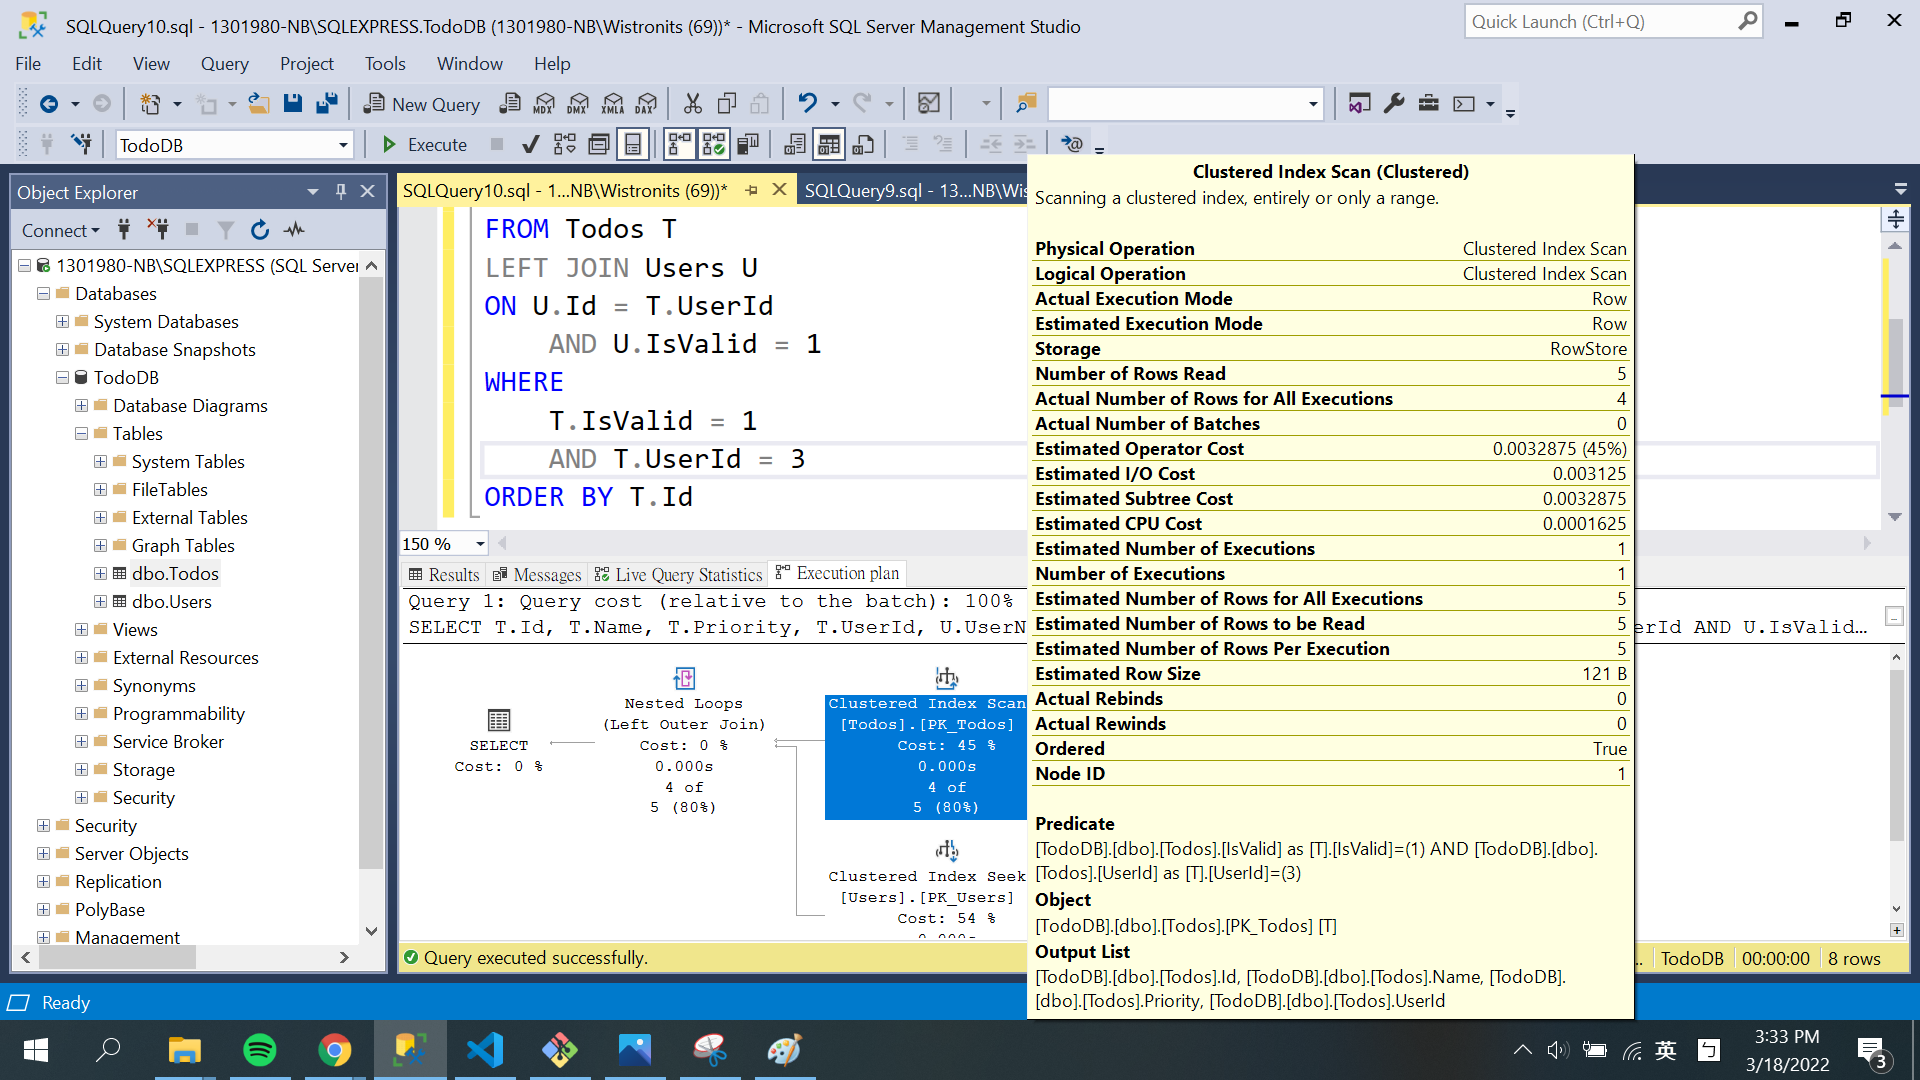 SQLQuery10.sql - 1301980-NB\SQLEXPRESS.TodoDB (1301980-NB\Wistronits (69))* - Microsoft SQL Server Management Studio
Quick Launch (Ctrl+Q)
File Edit View Query Project Tools Window Help
New Query MDX DMX XMLA DAX
TodoDB Execute
Object Explorer
Connect
1301980-NB\SQLEXPRESS (SQL Server
Databases
System Databases
Database Snapshots
TodoDB
Database Diagrams
Tables
System Tables
FileTables
External Tables
Graph Tables
dbo.Todos
dbo.Users
Views
External Resources
Synonyms
Programmability
Service Broker
Storage
Security
Security
Server Objects
Replication
PolyBase
Management
SQLQuery10.sql - 1...NB\Wistronits (69))* SQLQuery9.sql - 13...NB\Wis
FROM Todos T
LEFT JOIN Users U
ON U.Id = T.UserId
AND U.IsValid = 1
WHERE
T.IsValid = 1
AND T.UserId = 3
ORDER BY T.Id
150 %
Results Messages Live Query Statistics Execution plan
Query 1: Query cost (relative to the batch): 100%
SELECT T.Id, T.Name, T.Priority, T.UserId, U.UserN
erId AND U.IsValid...
SELECT
Cost: 0 %
Nested Loops
(Left Outer Join)
Cost: 0 %
0.000s
4 of
5 (80%)
Clustered Index Scan
[Todos].[PK_Todos]
Cost: 45 %
0.000s
4 of
5 (80%)
Clustered Index Seek
[Users].[PK_Users]
Cost: 54 %
Clustered Index Scan (Clustered)
Scanning a clustered index, entirely or only a range.
Physical Operation Clustered Index Scan
Logical Operation Clustered Index Scan
Actual Execution Mode Row
Estimated Execution Mode Row
Storage RowStore
Number of Rows Read 5
Actual Number of Rows for All Executions 4
Actual Number of Batches 0
Estimated Operator Cost 0.0032875 (45%)
Estimated I/O Cost 0.003125
Estimated Subtree Cost 0.0032875
Estimated CPU Cost 0.0001625
Estimated Number of Executions 1
Number of Executions 1
Estimated Number of Rows for All Executions 5
Estimated Number of Rows to be Read 5
Estimated Number of Rows Per Execution 5
Estimated Row Size 121 B
Actual Rebinds 0
Actual Rewinds 0
Ordered True
Node ID 1
Predicate
[TodoDB].[dbo].[Todos].[IsValid] as [T].[IsValid]=(1) AND [TodoDB].[dbo].
[Todos].[UserId] as [T].[UserId]=(3)
Object
[TodoDB].[dbo].[Todos].[PK_Todos] [T]
Output List
[TodoDB].[dbo].[Todos].Id, [TodoDB].[dbo].[Todos].Name, [TodoDB].
[dbo].[Todos].Priority, [TodoDB].[dbo].[Todos].UserId
Query executed successfully.
TodoDB 00:00:00 8 rows
Ready
英 ㄅ
3:33 PM
3/18/2022
3